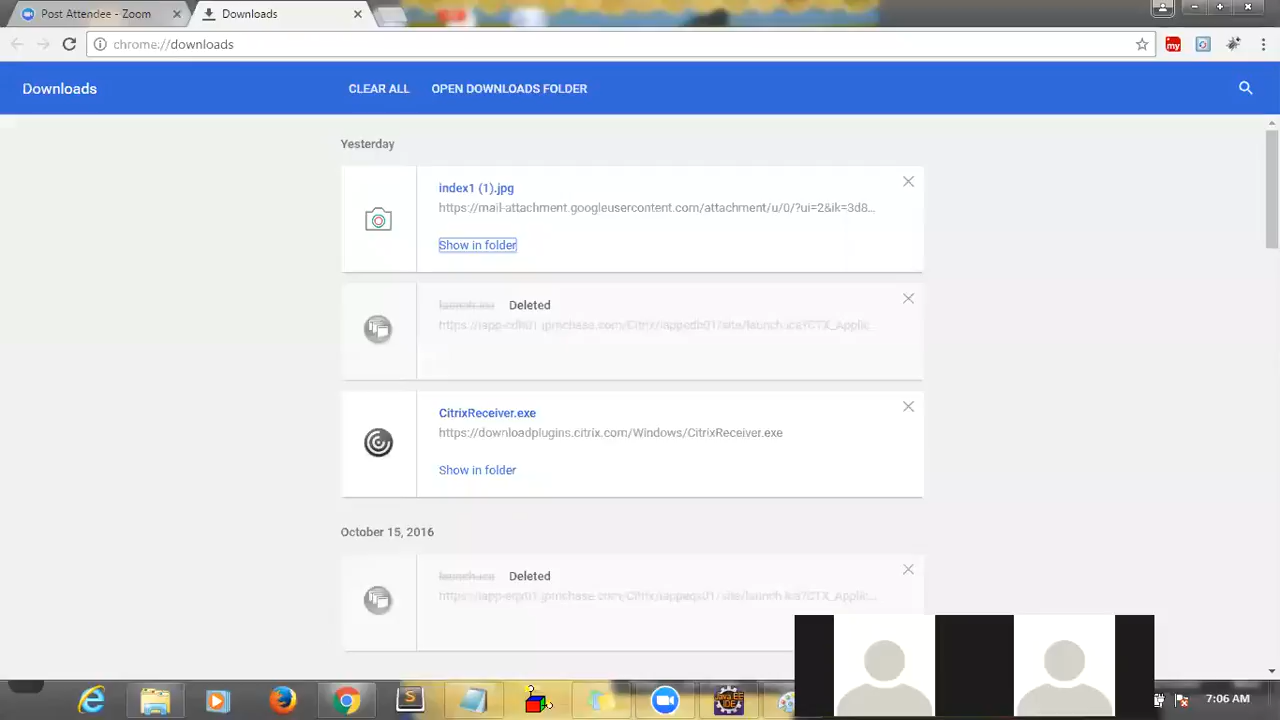 Post Attendee - Zoom
Downloads
chrome://downloads
my
Downloads
CLEAR ALL
OPEN DOWNLOADS FOLDER
Yesterday
index1 (1).jpg
https://mail-attachment.googleusercontent.com/attachment/u/0/?ui=2&ik=3d8...
Show in folder
Deleted
CitrixReceiver.exe
https://downloadplugins.citrix.com/Windows/CitrixReceiver.exe
Show in folder
October 15, 2016
Deleted
7:06 AM